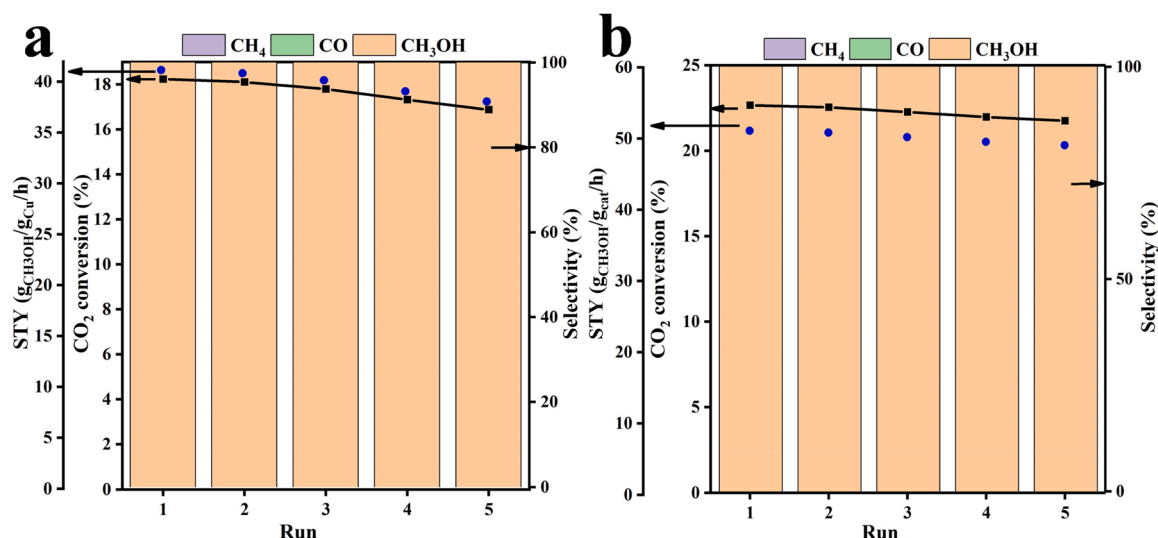 a
CH4 CO CH3OH
STY (gCH3OH/gCu/h)
0
5
10
15
20
25
30
35
40
CO2 conversion (%)
0
2
4
6
8
10
12
14
16
18
Selectivity (%)
0
20
40
60
80
100
1 2 3 4 5
Run
b
CH4 CO CH3OH
STY (gCH3OH/gcat/h)
0
10
20
30
40
50
60
CO2 conversion (%)
0
5
10
15
20
25
Selectivity (%)
0
50
100
1 2 3 4 5
Run